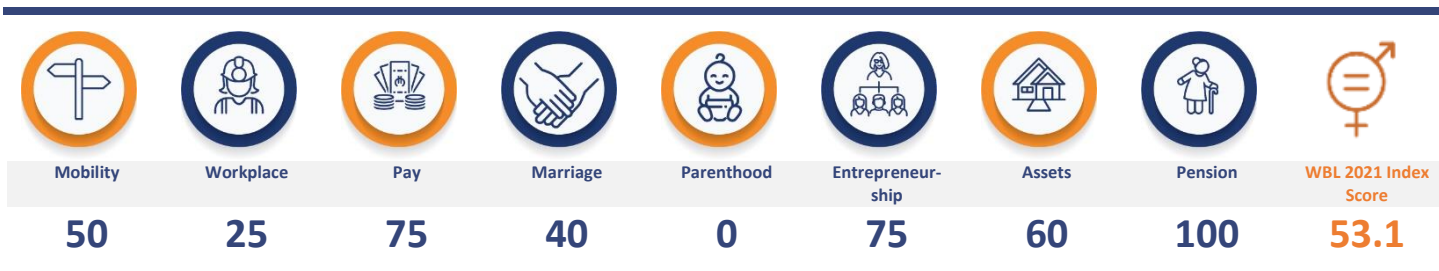 Mobility Workplace Pay Marriage Parenthood Entrepreneur- Assets Pension WBL 2021 Index
ship Score
50 25 75 40 0 75 60 100 53.1